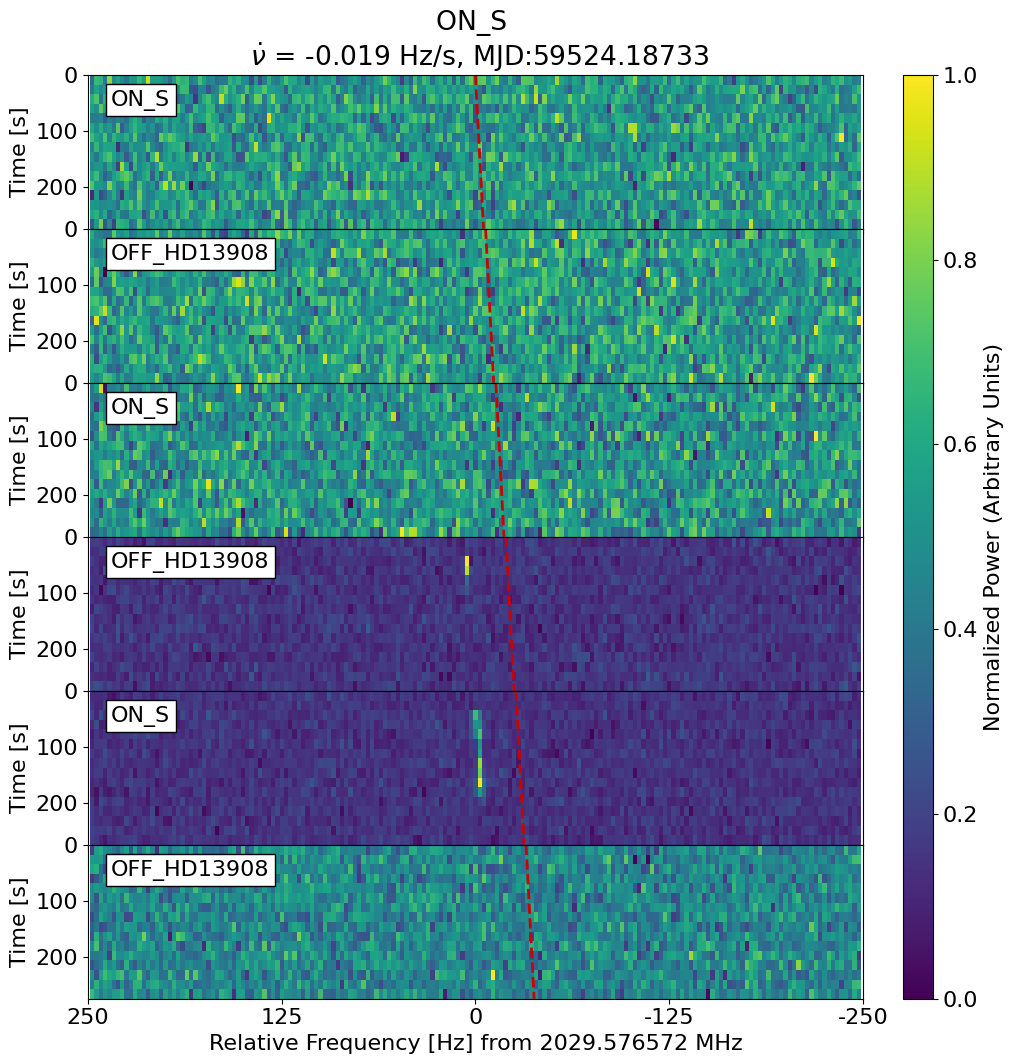 ON_S
ν̇ = -0.019 Hz/s, MJD:59524.18733
ON_S
0
100
200
Time [s]
OFF_HD13908
0
100
200
Time [s]
ON_S
0
100
200
Time [s]
OFF_HD13908
0
100
200
Time [s]
ON_S
0
100
200
Time [s]
OFF_HD13908
0
100
200
Time [s]
250 125 0 -125 -250
Relative Frequency [Hz] from 2029.576572 MHz
1.0
0.8
0.6
0.4
0.2
0.0
Normalized Power (Arbitrary Units)